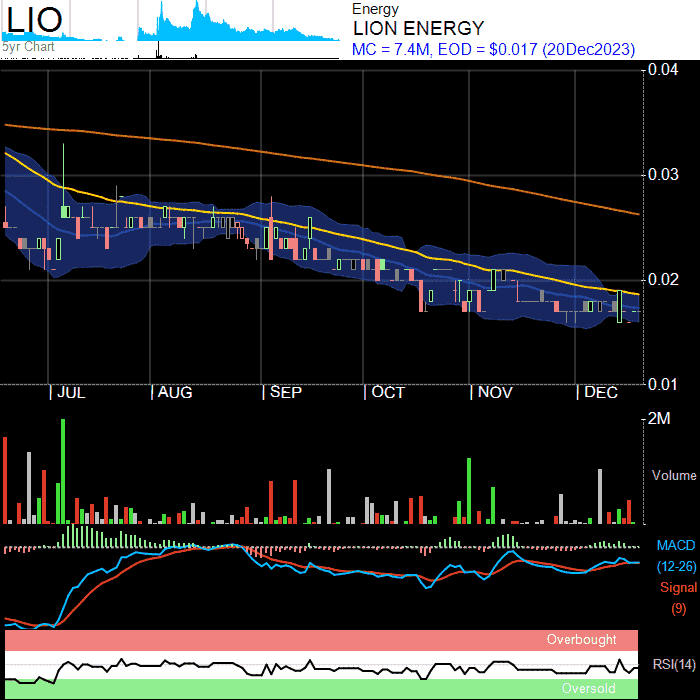 LIO
5yr Chart
Energy
LION ENERGY
MC = 7.4M, EOD = $0.017 (20Dec2023)
0.04
0.03
0.02
0.01
JUL AUG SEP OCT NOV DEC
2M
Volume
MACD
(12-26)
Signal
(9)
Overbought
RSI(14)
Oversold